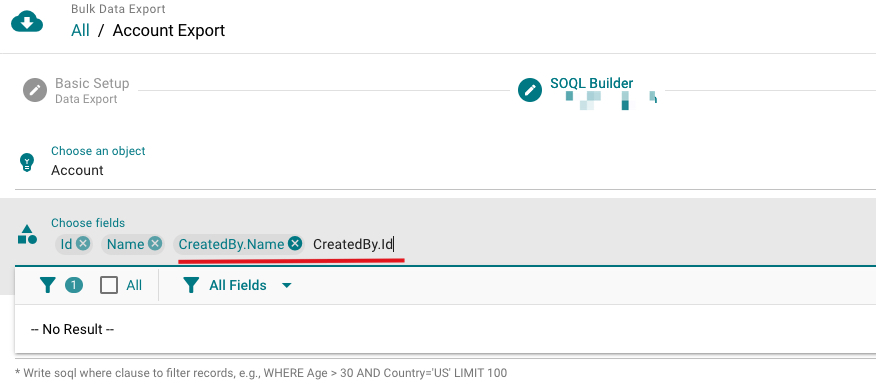 Bulk Data Export
All / Account Export
Basic Setup
Data Export
SOQL Builder
Choose an object
Account
Choose fields
Id Name CreatedBy.Name CreatedBy.Id
1 All All Fields
-- No Result --
* Write soql where clause to filter records, e.g., WHERE Age > 30 AND Country='US' LIMIT 100